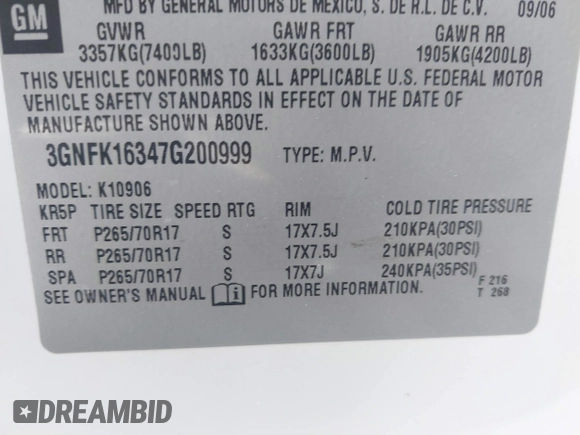 GM
MFD BY GENERAL MOTORS DE MEXICO, S. DE R.L. DE C.V. 09/06
GVWR GAWR FRT GAWR RR
3357KG(7400LB) 1633KG(3600LB) 1905KG(4200LB)
THIS VEHICLE CONFORMS TO ALL APPLICABLE U.S. FEDERAL MOTOR
VEHICLE SAFETY STANDARDS IN EFFECT ON THE DATE OF
MANUFACTURE SHOWN ABOVE.
3GNFK16347G200999 TYPE: M.P.V.
MODEL: K10906
KR5P TIRE SIZE SPEED RTG RIM COLD TIRE PRESSURE
FRT P265/70R17 S 17X7.5J 210KPA(30PSI)
RR P265/70R17 S 17X7.5J 210KPA(30PSI)
SPA P265/70R17 S 17X7J 240KPA(35PSI)
SEE OWNER'S MANUAL FOR MORE INFORMATION.
F 216
T 268
DREAMBID